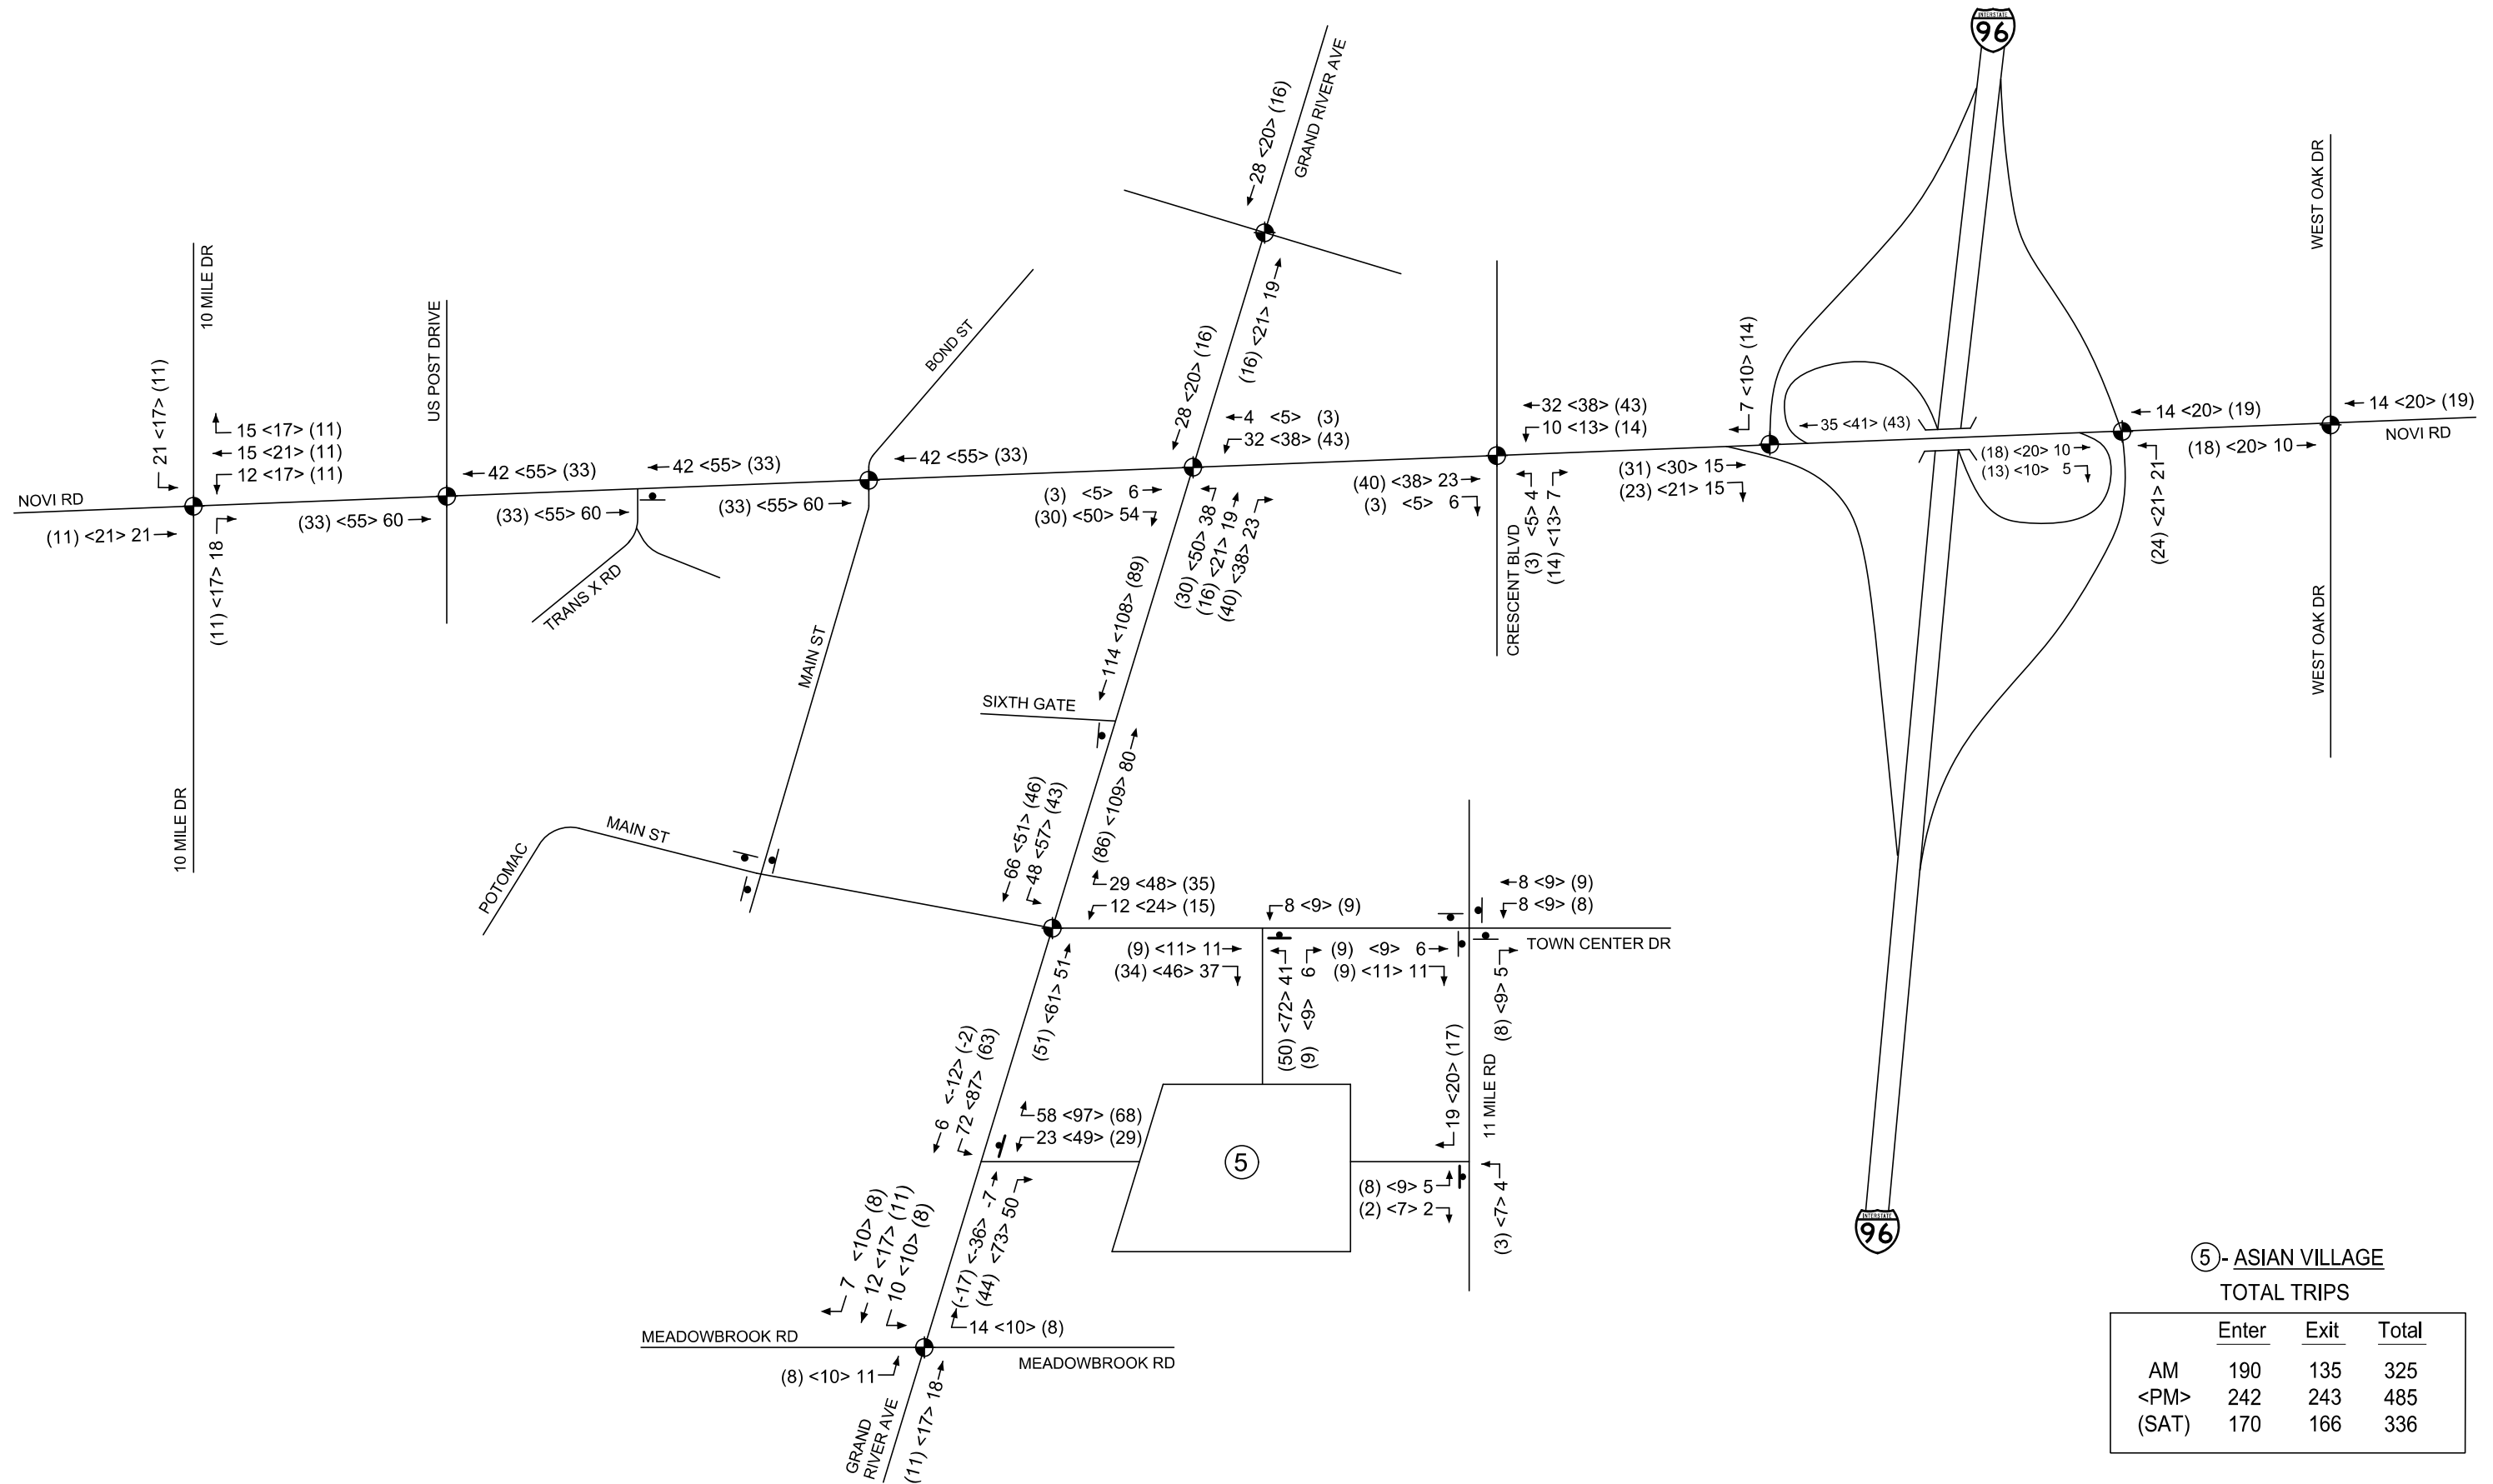 INTERSTATE
96
28 <20> (16)
GRAND RIVER AVE
10 MILE DR
US POST DRIVE
BOND ST
28 <20> (16)
(16) <21> 19
WEST OAK DR
21 <17> (11)
15 <17> (11)
15 <21> (11)
12 <17> (11)
NOVI RD
(11) <21> 21
(11) <17> 18
42 <55> (33)
(33) <55> 60
42 <55> (33)
(33) <55> 60
TRANS X RD
42 <55> (33)
(33) <55> 60
MAIN ST
4 <5> (3)
32 <38> (43)
(3) <5> 6
(30) <50> 54
(30) <50> 38
(16) <21> 19
(40) <38> 23
32 <38> (43)
10 <13> (14)
(40) <38> 23
(3) <5> 6
CRESCENT BLVD
(3) <5> 4
(14) <13> 7
7 <10> (14)
(31) <30> 15
(23) <21> 15
35 <41> (43)
(18) <20> 10
(13) <10> 5
14 <20> (19)
(24) <21> 21
(18) <20> 10
14 <20> (19)
NOVI RD
WEST OAK DR
10 MILE DR
114 <108> (89)
SIXTH GATE
(86) <109> 80
POTOMAC
MAIN ST
66 <51> (46)
48 <57> (43)
29 <48> (35)
12 <24> (15)
(51) <61> 51
8 <9> (9)
(9) <11> 11
(34) <46> 37
(50) <72> 41
(9) <9> 6
(9) <9> 6
(9) <11> 11
8 <9> (9)
8 <9> (8)
TOWN CENTER DR
(8) <9> 5
19 <20> (17)
11 MILE RD
6 <-12> (-2)
72 <87> (63)
58 <97> (68)
23 <49> (29)
(-17) <-36> -7
(44) <73> 50
5
(8) <9> 5
(2) <7> 2
(3) <7> 4
7 <10> (8)
12 <17> (11)
10 <10> (8)
14 <10> (8)
MEADOWBROOK RD
MEADOWBROOK RD
(8) <10> 11
(11) <17> 18
GRAND
RIVER AVE
INTERSTATE
96
5 - ASIAN VILLAGE
TOTAL TRIPS
Enter Exit Total
AM 190 135 325
<PM> 242 243 485
(SAT) 170 166 336